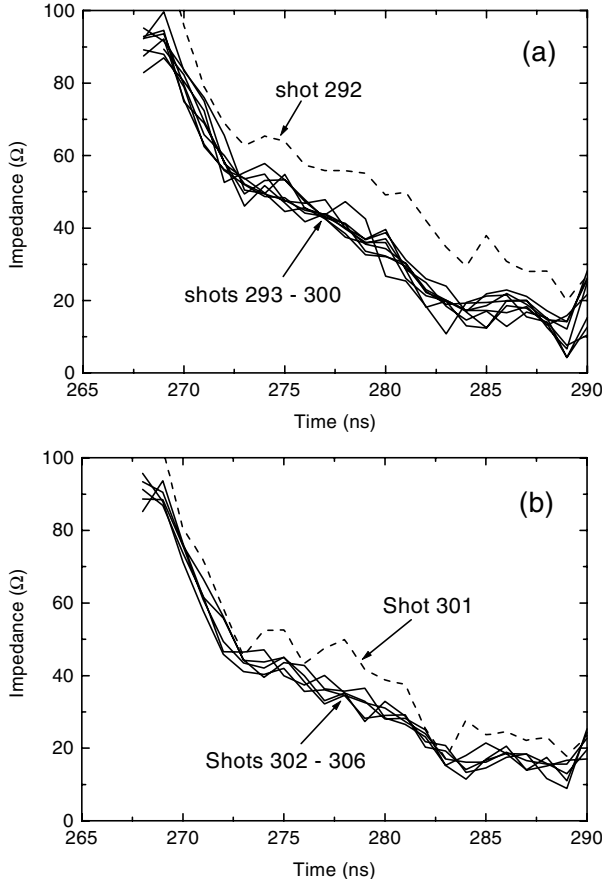 100
(a)
80
shot 292
60
40
shots 293 - 300
20
0
265 270 275 280 285 290
Time (ns)
Impedance (Ω)
100
(b)
80
60
Shot 301
40
20
Shots 302 - 306
0
265 270 275 280 285 290
Time (ns)
Impedance (Ω)